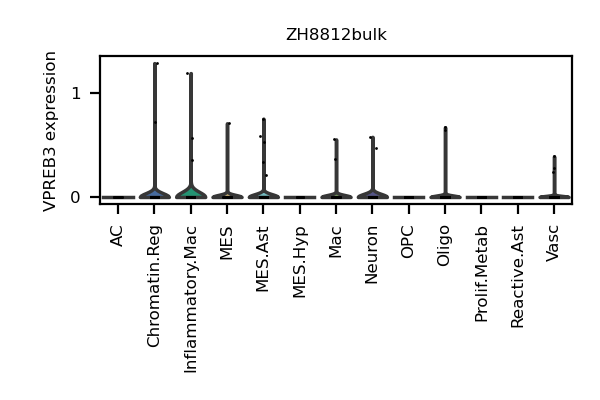 ZH8812bulk
VPREB3 expression
1
0
AC
Chromatin.Reg
Inflammatory.Mac
MES
MES.Ast
MES.Hyp
Mac
Neuron
OPC
Oligo
Prolif.Metab
Reactive.Ast
Vasc